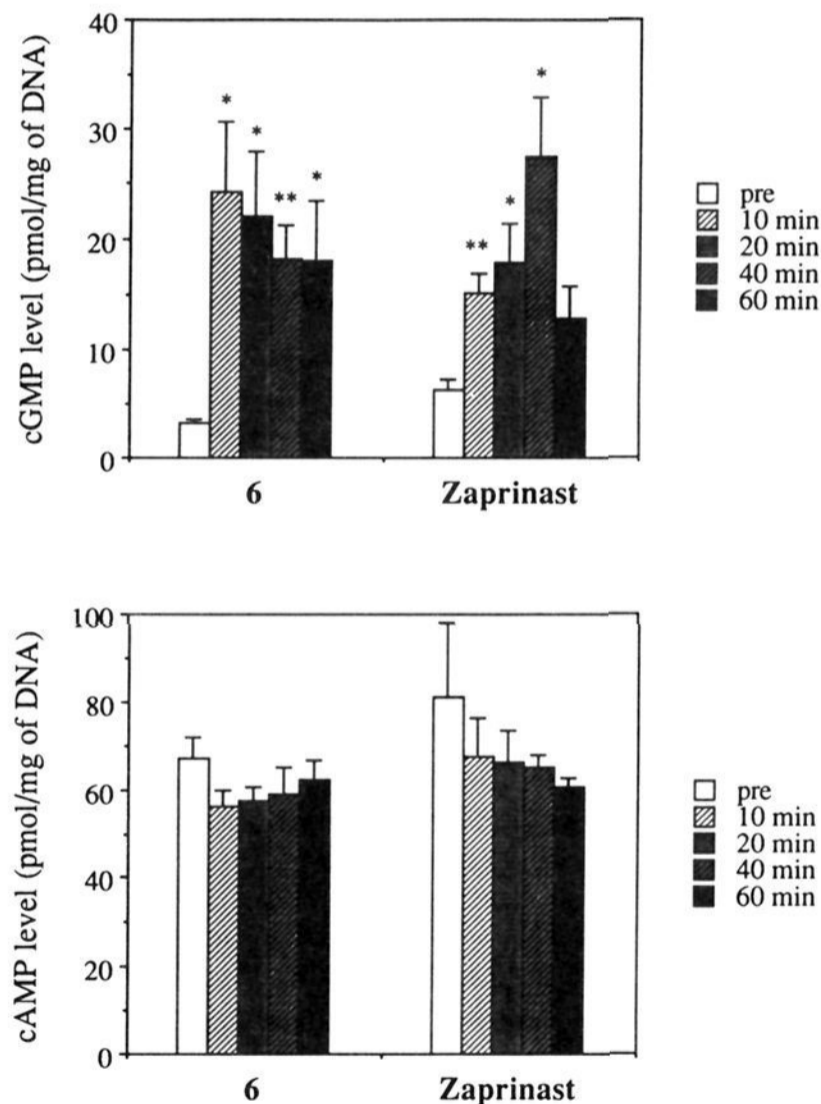 cGMP level (pmol/mg of DNA)
40
30
20
10
0
*
*
**
*
**
*
*
6
Zaprinast
pre
10 min
20 min
40 min
60 min
cAMP level (pmol/mg of DNA)
100
80
60
40
20
0
6
Zaprinast
pre
10 min
20 min
40 min
60 min